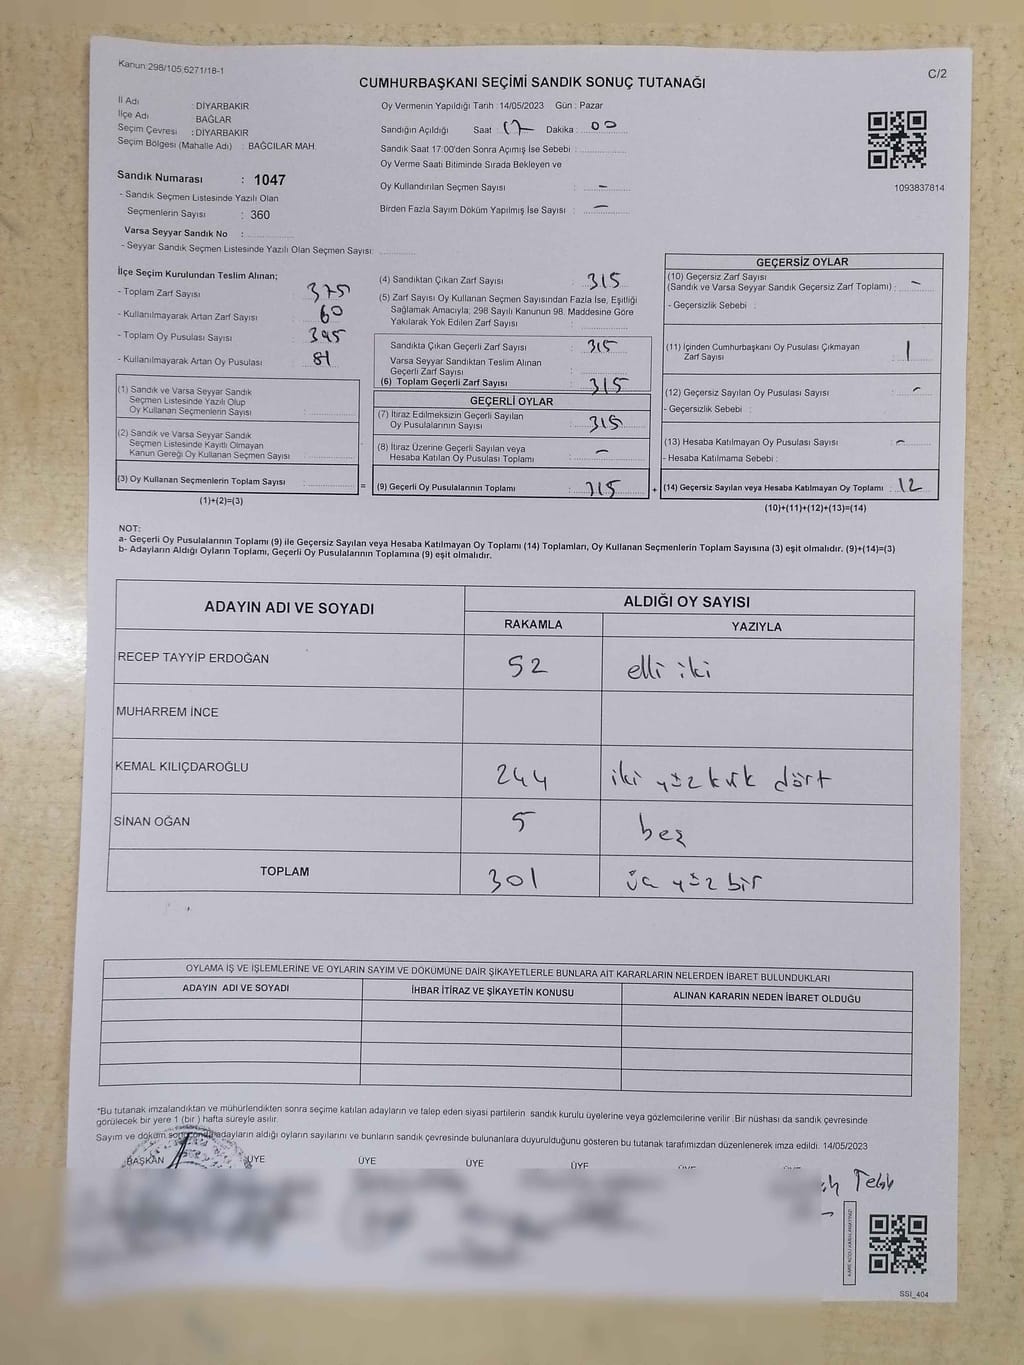 Kanun:298/105,6271/18-1
C/2
CUMHURBAŞKANI SEÇİMİ SANDIK SONUÇ TUTANAĞI
İl Adı : DİYARBAKIR
İlçe Adı : BAĞLAR
Seçim Çevresi : DİYARBAKIR
Seçim Bölgesi (Mahalle Adı) : BAĞCILAR MAH.
Sandık Numarası : 1047
- Sandık Seçmen Listesinde Yazılı Olan
Seçmenlerin Sayısı : 360
Varsa Seyyar Sandık No :
- Seyyar Sandık Seçmen Listesinde Yazılı Olan Seçmen Sayısı:
Oy Vermenin Yapıldığı Tarih : 14/05/2023 Gün : Pazar
Sandığın Açıldığı Saat 17 Dakika : 00
Sandık Saat 17:00'den Sonra Açımış İse Sebebi :
Oy Verme Saati Bitiminde Sırada Bekleyen ve
Oy Kullandırılan Seçmen Sayısı : –
Birden Fazla Sayım Döküm Yapılmış İse Sayısı : –
1093837814
İlçe Seçim Kurulundan Teslim Alınan;
- Toplam Zarf Sayısı : 375
- Kullanılmayarak Artan Zarf Sayısı : 60
- Toplam Oy Pusulası Sayısı : 395
- Kullanılmayarak Artan Oy Pusulası : 81
(1) Sandık ve Varsa Seyyar Sandık
Seçmen Listesinde Yazılı Olup
Oy Kullanan Seçmenlerin Sayısı :
(2) Sandık ve Varsa Seyyar Sandık
Seçmen Listesinde Kayıtlı Olmayan
Kanun Gereği Oy Kullanan Seçmen Sayısı :
(3) Oy Kullanan Seçmenlerin Toplam Sayısı : =
(1)+(2)=(3)
(4) Sandıktan Çıkan Zarf Sayısı : 315
(5) Zarf Sayısı Oy Kullanan Seçmen Sayısından Fazla İse, Eşitliği
Sağlamak Amacıyla; 298 Sayılı Kanunun 98. Maddesine Göre
Yakılarak Yok Edilen Zarf Sayısı :
Sandıkta Çıkan Geçerli Zarf Sayısı : 315
Varsa Seyyar Sandıktan Teslim Alınan
Geçerli Zarf Sayısı :
(6) Toplam Geçerli Zarf Sayısı : 315
GEÇERLİ OYLAR
(7) İtiraz Edilmeksizin Geçerli Sayılan
Oy Pusulalarının Sayısı : 315
(8) İtiraz Üzerine Geçerli Sayılan veya
Hesaba Katılan Oy Pusulası Toplamı : –
(9) Geçerli Oy Pusulalarının Toplamı : 315 +
GEÇERSİZ OYLAR
(10) Geçersiz Zarf Sayısı
(Sandık ve Varsa Seyyar Sandık Geçersiz Zarf Toplamı) : –
- Geçersizlik Sebebi :
(11) İçinden Cumhurbaşkanı Oy Pusulası Çıkmayan
Zarf Sayısı : 1
(12) Geçersiz Sayılan Oy Pusulası Sayısı : –
- Geçersizlik Sebebi :
(13) Hesaba Katılmayan Oy Pusulası Sayısı : –
- Hesaba Katılmama Sebebi :
(14) Geçersiz Sayılan veya Hesaba Katılmayan Oy Toplamı : 12
(10)+(11)+(12)+(13)=(14)
NOT:
a- Geçerli Oy Pusulalarının Toplamı (9) ile Geçersiz Sayılan veya Hesaba Katılmayan Oy Toplamı (14) Toplamları, Oy Kullanan Seçmenlerin Toplam Sayısına (3) eşit olmalıdır. (9)+(14)=(3)
b- Adayların Aldığı Oyların Toplamı, Geçerli Oy Pusulalarının Toplamına (9) eşit olmalıdır.
ADAYIN ADI VE SOYADI
ALDIĞI OY SAYISI
RAKAMLA YAZIYLA
RECEP TAYYİP ERDOĞAN 52 elli iki
MUHARREM İNCE
KEMAL KILIÇDAROĞLU 244 iki yüz kırk dört
SİNAN OĞAN 5 beş
TOPLAM 301 üç yüz bir
OYLAMA İŞ VE İŞLEMLERİNE VE OYLARIN SAYIM VE DÖKÜMÜNE DAİR ŞİKAYETLERLE BUNLARA AİT KARARLARIN NELERDEN İBARET BULUNDUKLARI
ADAYIN ADI VE SOYADI İHBAR İTİRAZ VE ŞİKAYETİN KONUSU ALINAN KARARIN NEDEN İBARET OLDUĞU
*Bu tutanak imzalandıktan ve mühürlendikten sonra seçime katılan adayların ve talep eden siyasi partilerin sandık kurulu üyelerine veya gözlemcilerine verilir .Bir nüshası da sandık çevresinde
görülecek bir yere 1 (bir ) hafta süreyle asılır.
Sayım ve döküm sonunda adayların aldığı oyların sayılarını ve bunların sandık çevresinde bulunanlara duyurulduğunu gösteren bu tutanak tarafımızdan düzenlenerek imza edildi. 14/05/2023
BAŞKAN ÜYE ÜYE ÜYE ÜYE ÜYE ÜYE
SSI_404